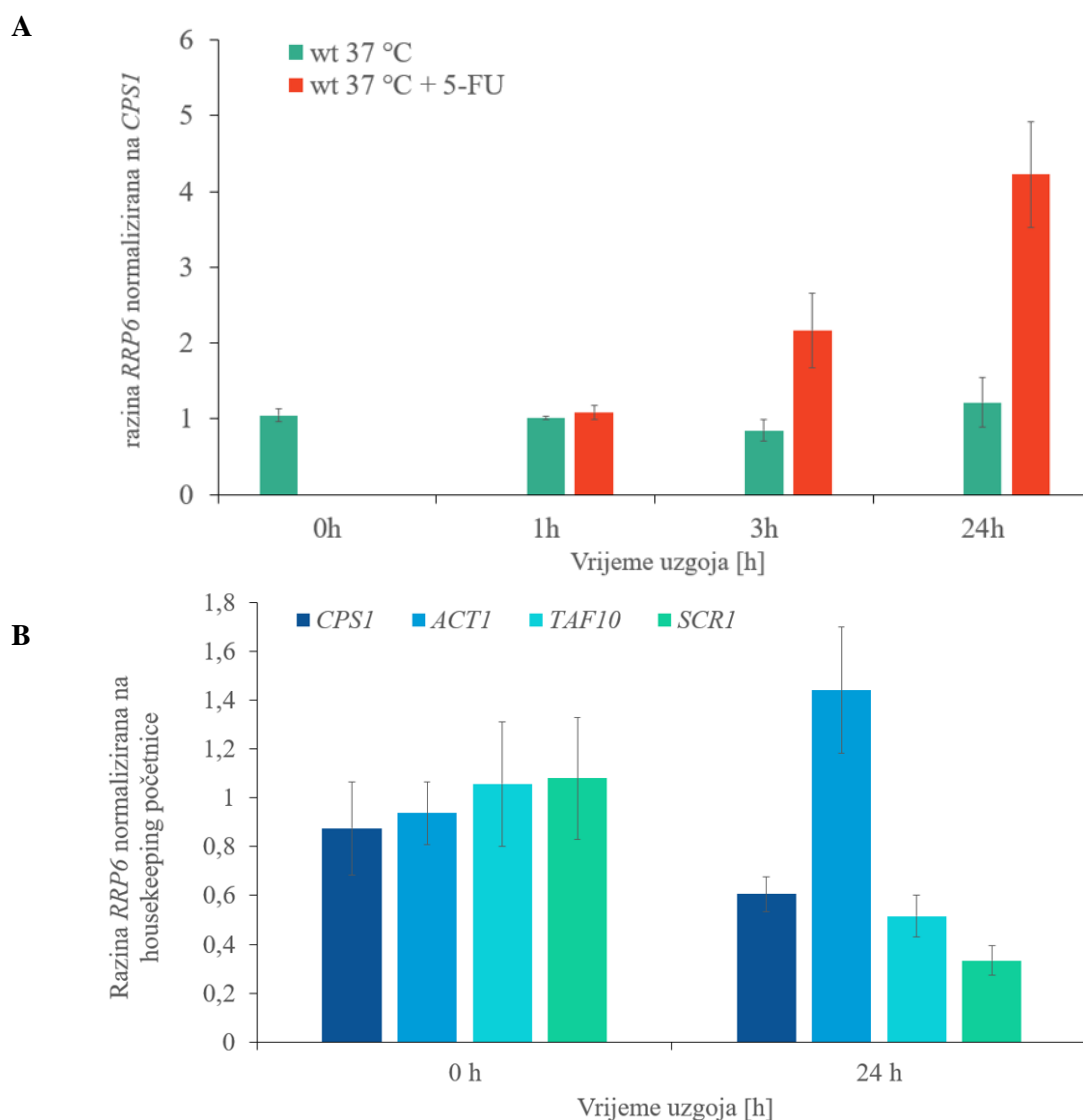 A
razina RRP6 normalizirana na CPS1
6
5
4
3
2
1
0
wt 37 °C
wt 37 °C + 5-FU
0h 1h 3h 24h
Vrijeme uzgoja [h]
B
Razina RRP6 normalizirana na
housekeeping početnice
1,8
1,6
1,4
1,2
1
0,8
0,6
0,4
0,2
0
CPS1 ACT1 TAF10 SCR1
0 h 24 h
Vrijeme uzgoja [h]